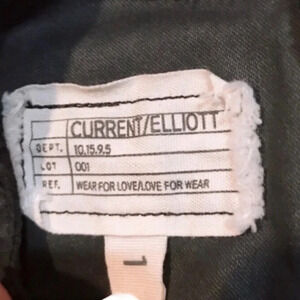 CURRENT/ELLIOTT
DEPT. 10.15.9.5
LOT 001
REF. WEAR FOR LOVE/LOVE FOR WEAR
1